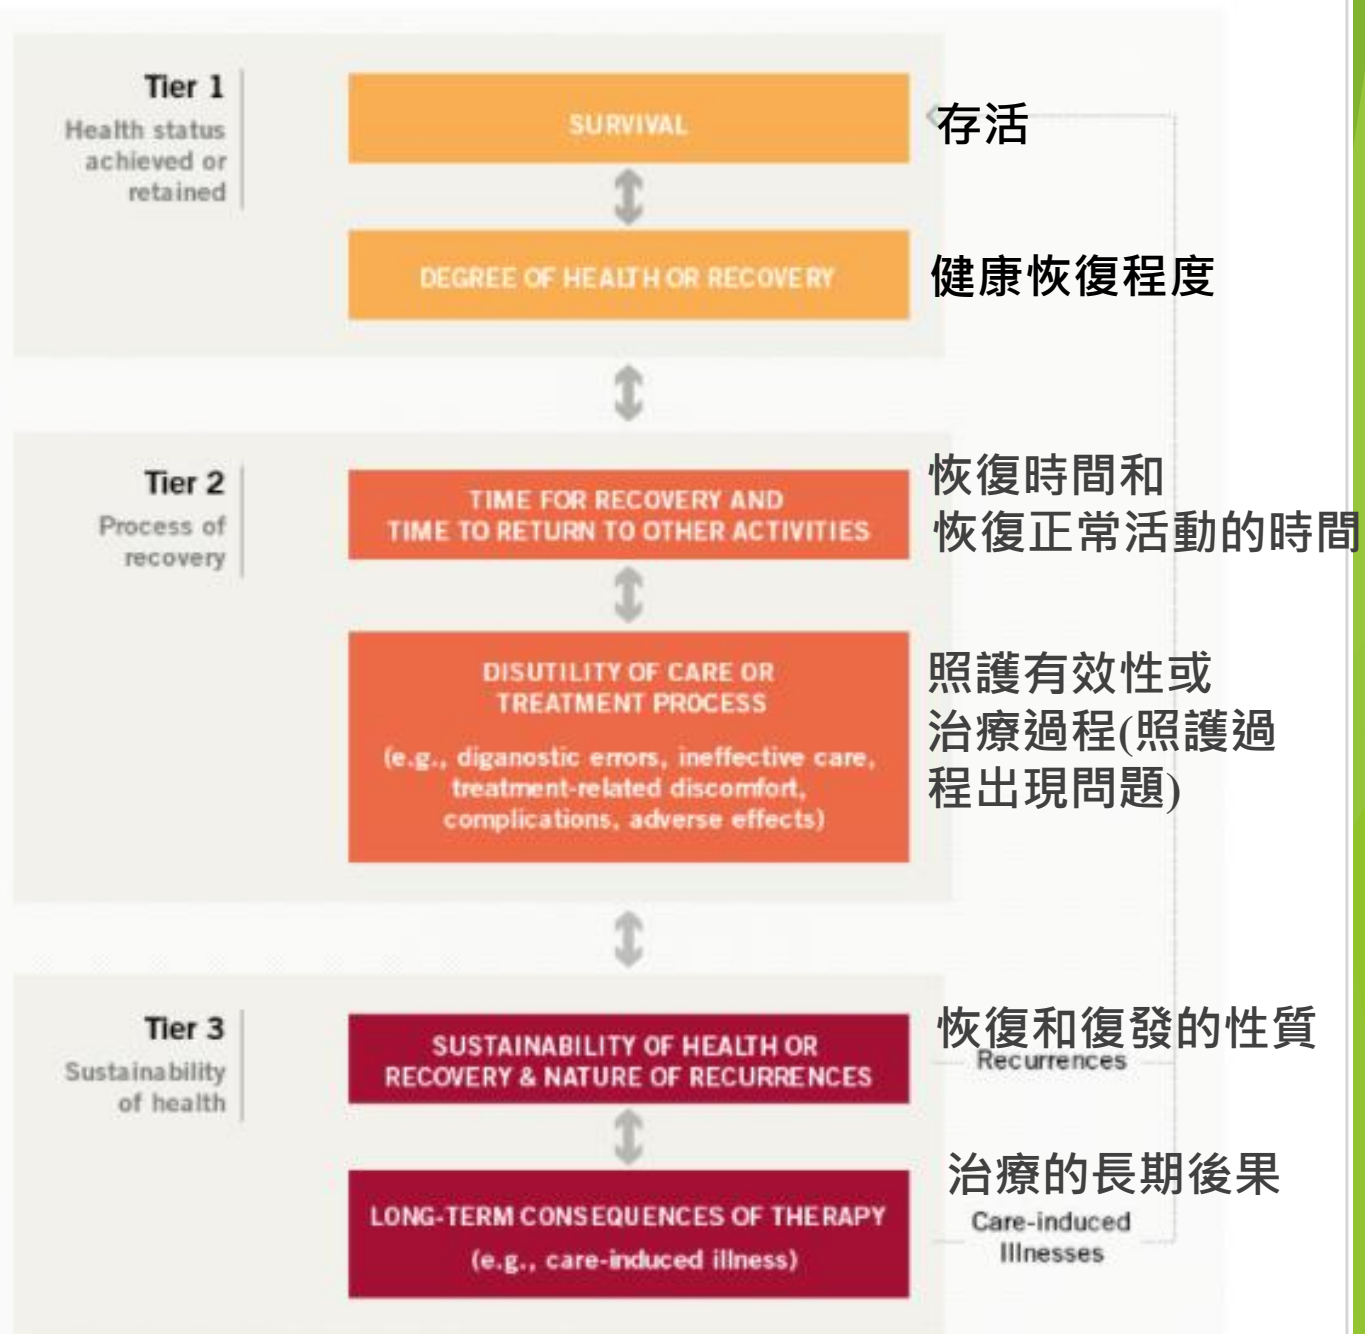 Tier 1
Health status
achieved or
retained
SURVIVAL
存活
DEGREE OF HEALTH OR RECOVERY
健康恢復程度
Tier 2
Process of
recovery
TIME FOR RECOVERY AND
TIME TO RETURN TO OTHER ACTIVITIES
恢復時間和
恢復正常活動的時間
DISUTILITY OF CARE OR
TREATMENT PROCESS
(e.g., diganostic errors, ineffective care,
treatment-related discomfort,
complications, adverse effects)
照護有效性或
治療過程(照護過
程出現問題)
Tier 3
Sustainability
of health
SUSTAINABILITY OF HEALTH OR
RECOVERY & NATURE OF RECURRENCES
恢復和復發的性質
Recurrences
LONG-TERM CONSEQUENCES OF THERAPY
(e.g., care-induced illness)
治療的長期後果
Care-induced
Illnesses